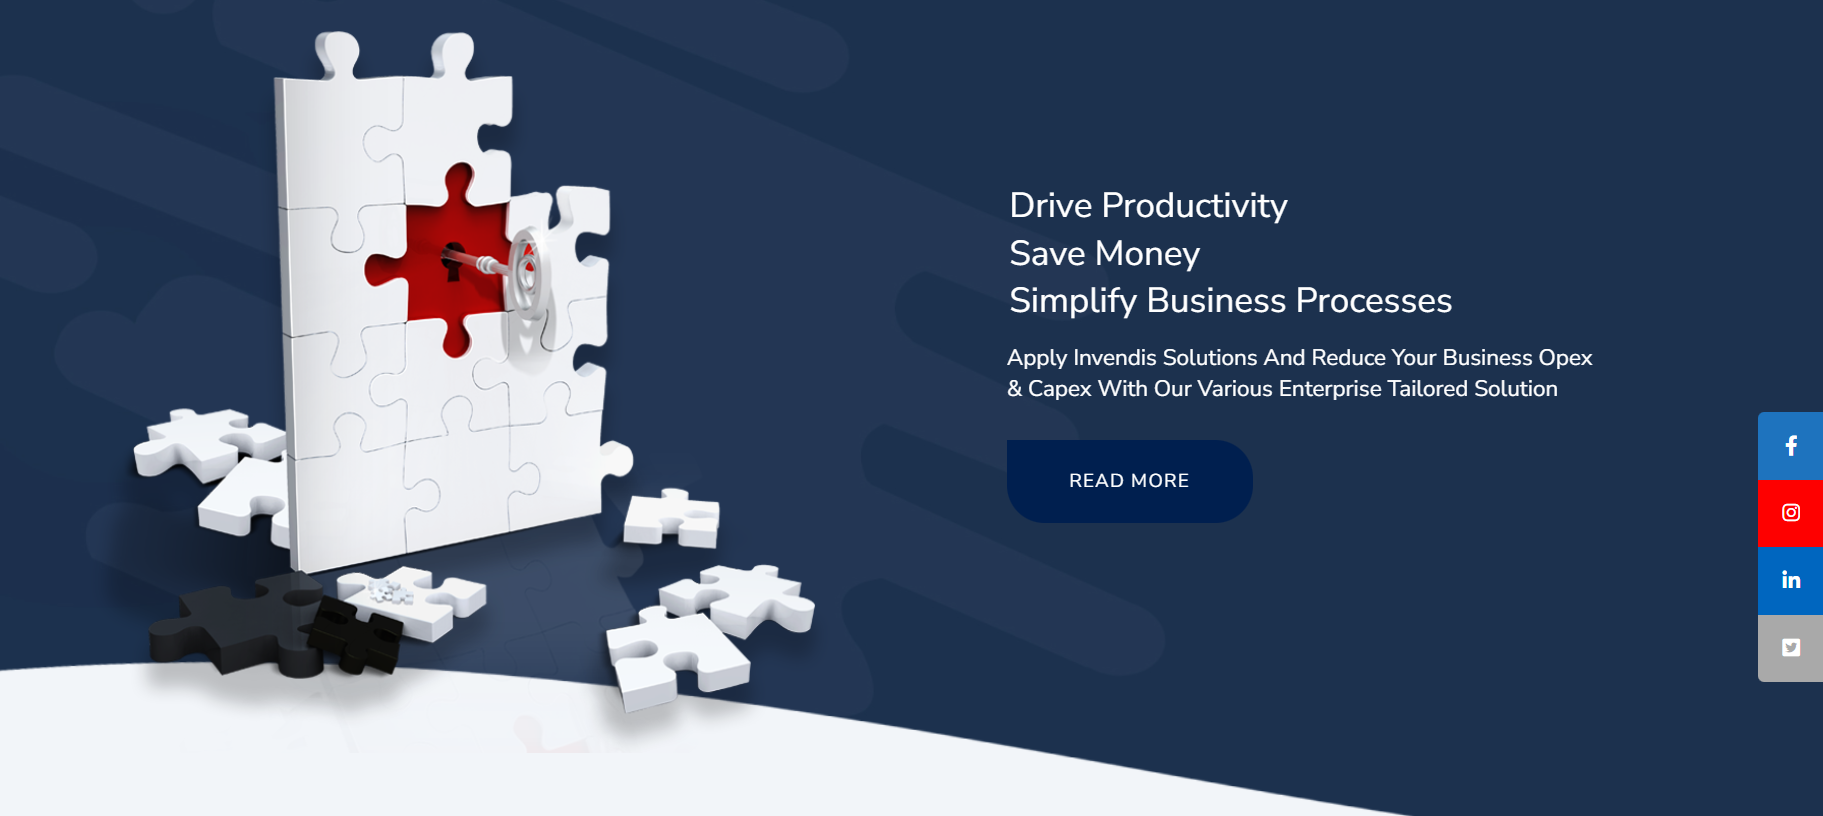 Drive Productivity
Save Money
Simplify Business Processes
Apply Invendis Solutions And Reduce Your Business Opex
& Capex With Our Various Enterprise Tailored Solution
READ MORE